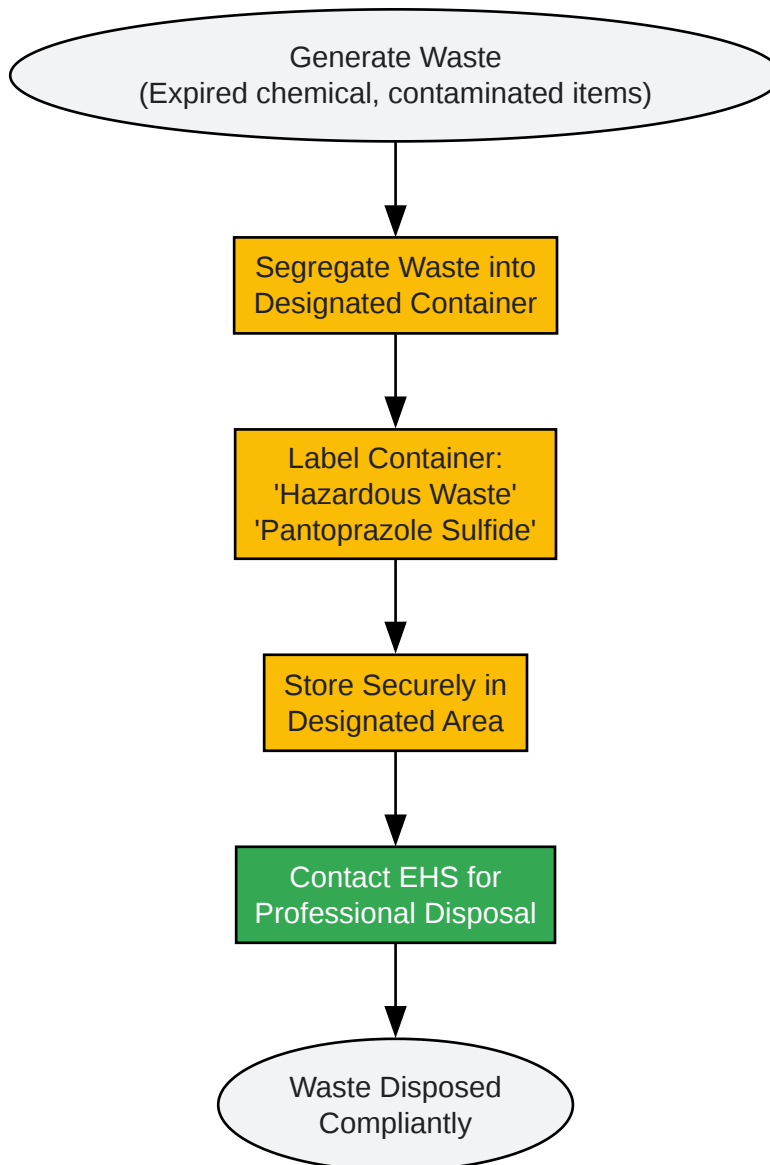 Generate Waste
(Expired chemical, contaminated items)
Segregate Waste into
Designated Container
Label Container:
'Hazardous Waste'
'Pantoprazole Sulfide'
Store Securely in
Designated Area
Contact EHS for
Professional Disposal
Waste Disposed
Compliantly